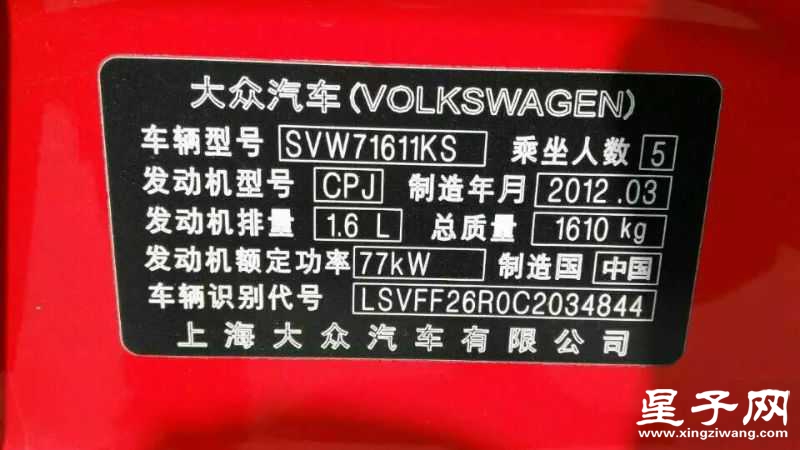 大众汽车(VOLKSWAGEN)
车辆型号 SVW71611KS 乘坐人数 5
发动机型号 CPJ 制造年月 2012.03
发动机排量 1.6 L 总质量 1610 kg
发动机额定功率 77kW 制造国 中国
车辆识别代号 LSVFF26R0C2034844
上海大众汽车有限公司
星子网
www.xingziwang.com